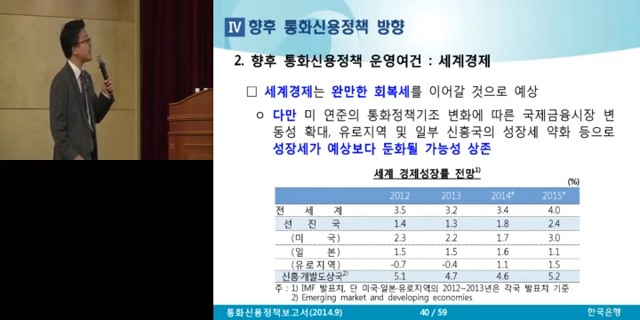 Ⅳ 향후 통화신용정책 방향
2. 향후 통화신용정책 운영여건 : 세계경제
□ 세계경제는 완만한 회복세를 이어갈 것으로 예상
ㅇ 다만 미 연준의 통화정책기조 변화에 따른 국제금융시장 변
동성 확대, 유로지역 및 일부 신흥국의 성장세 약화 등으로
성장세가 예상보다 둔화될 가능성 상존
세계 경제성장률 전망1)
(%)
2012 2013 2014* 2015*
전 세 계 3.5 3.2 3.4 4.0
선 진 국 1.4 1.3 1.8 2.4
(미 국) 2.3 2.2 1.7 3.0
(일 본) 1.5 1.5 1.6 1.1
(유로지역) -0.7 -0.4 1.1 1.5
신흥·개발도상국2) 5.1 4.7 4.6 5.2
주 : 1) IMF 발표치, 단 미국·일본·유로지역의 2012~2013년은 각국 발표치 기준
2) Emerging market and developing economies
통화신용정책보고서(2014.9) 40 / 59 한국은행